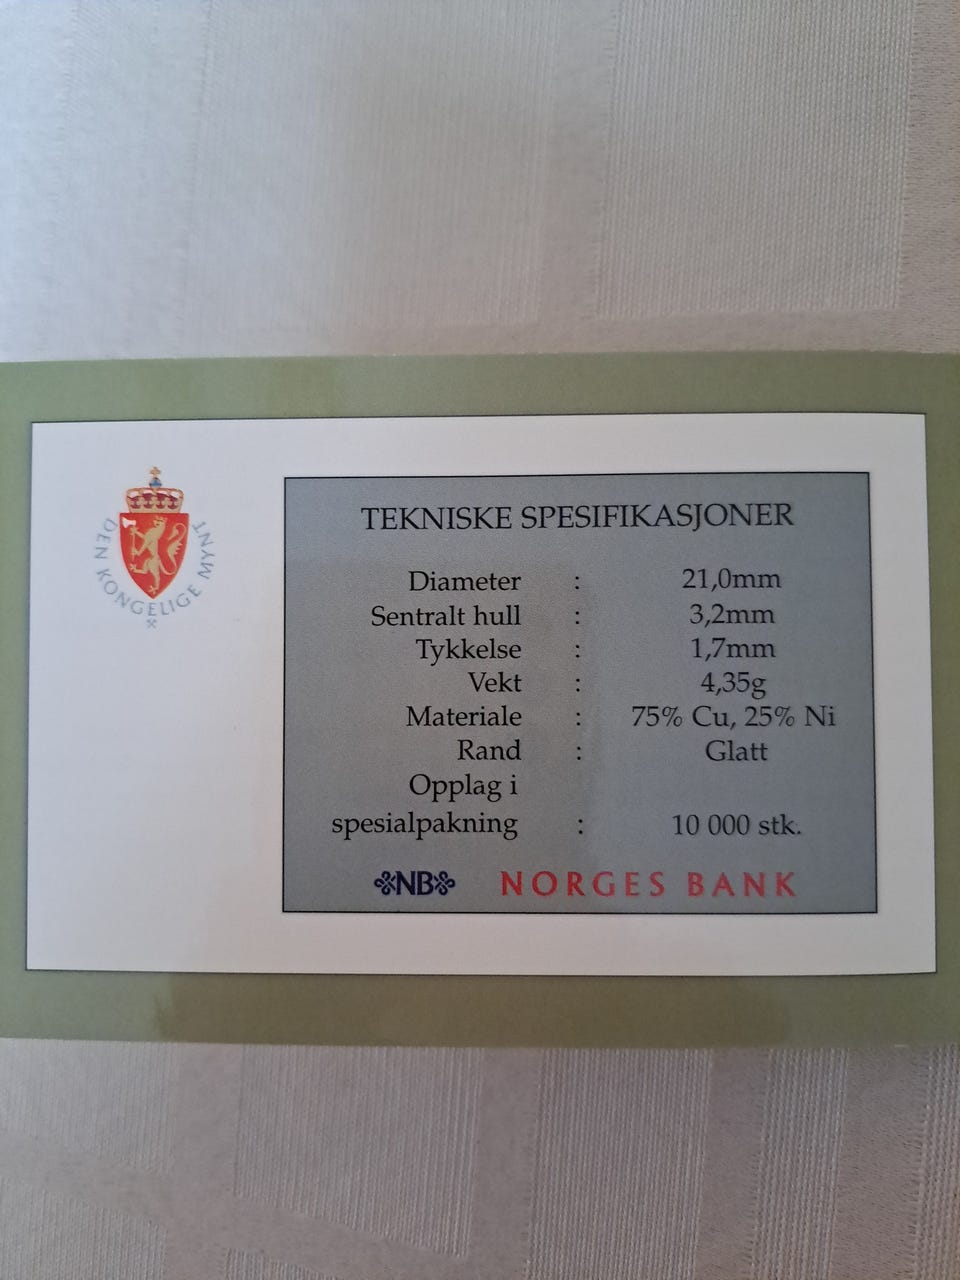 DEN KONGELIGE MYNT
TEKNISKE SPESIFIKASJONER
Diameter : 21,0mm
Sentralt hull : 3,2mm
Tykkelse : 1,7mm
Vekt : 4,35g
Materiale : 75% Cu, 25% Ni
Rand : Glatt
Opplag i
spesialpakning : 10 000 stk.
NB NORGES BANK